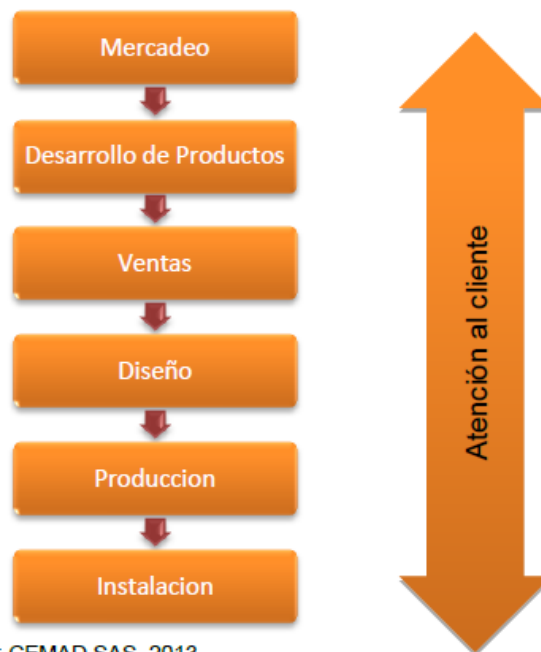 Mercadeo
Desarrollo de Productos
Ventas
Diseño
Produccion
Instalacion
Atención al cliente
CEMAD SAS, 2013